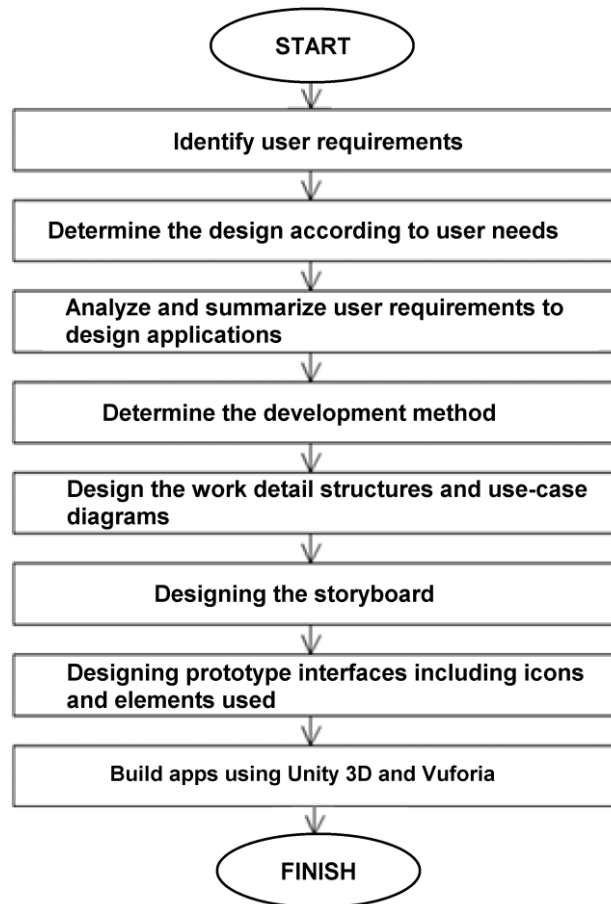 START
Identify user requirements
Determine the design according to user needs
Analyze and summarize user requirements to
design applications
Determine the development method
Design the work detail structures and use-case
diagrams
Designing the storyboard
Designing prototype interfaces including icons
and elements used
Build apps using Unity 3D and Vuforia
FINISH